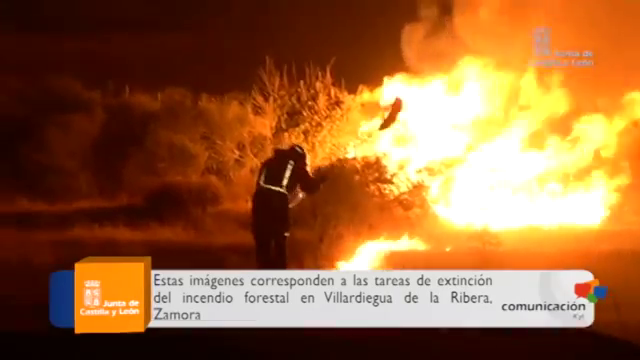 Junta de
Castilla y León
Estas imágenes corresponden a las tareas de extinción
del incendio forestal en Villardiegua de la Ribera,
Zamora
Junta de
Castilla y León
comunicación
CyL